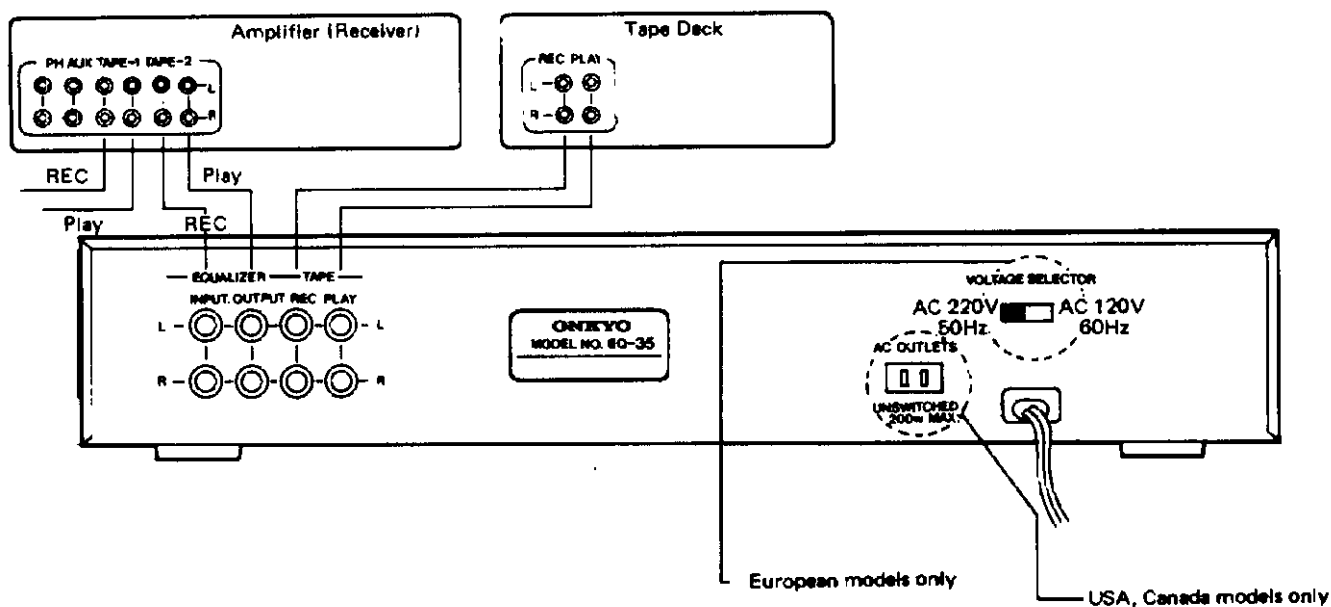 Amplifier (Receiver)
PH AUX TAPE-1 TAPE-2
L
R
Tape Deck
REC PLAY
L
R
REC
Play
Play
REC
EQUALIZER TAPE
INPUT. OUTPUT REC PLAY
L L
R R
ONKYO
MODEL NO. EQ-35
VOLTAGE SELECTOR
AC 220V AC 120V
50Hz. 60Hz
AC OUTLETS
UNSWITCHED
200W MAX.
European models only
USA, Canada models only